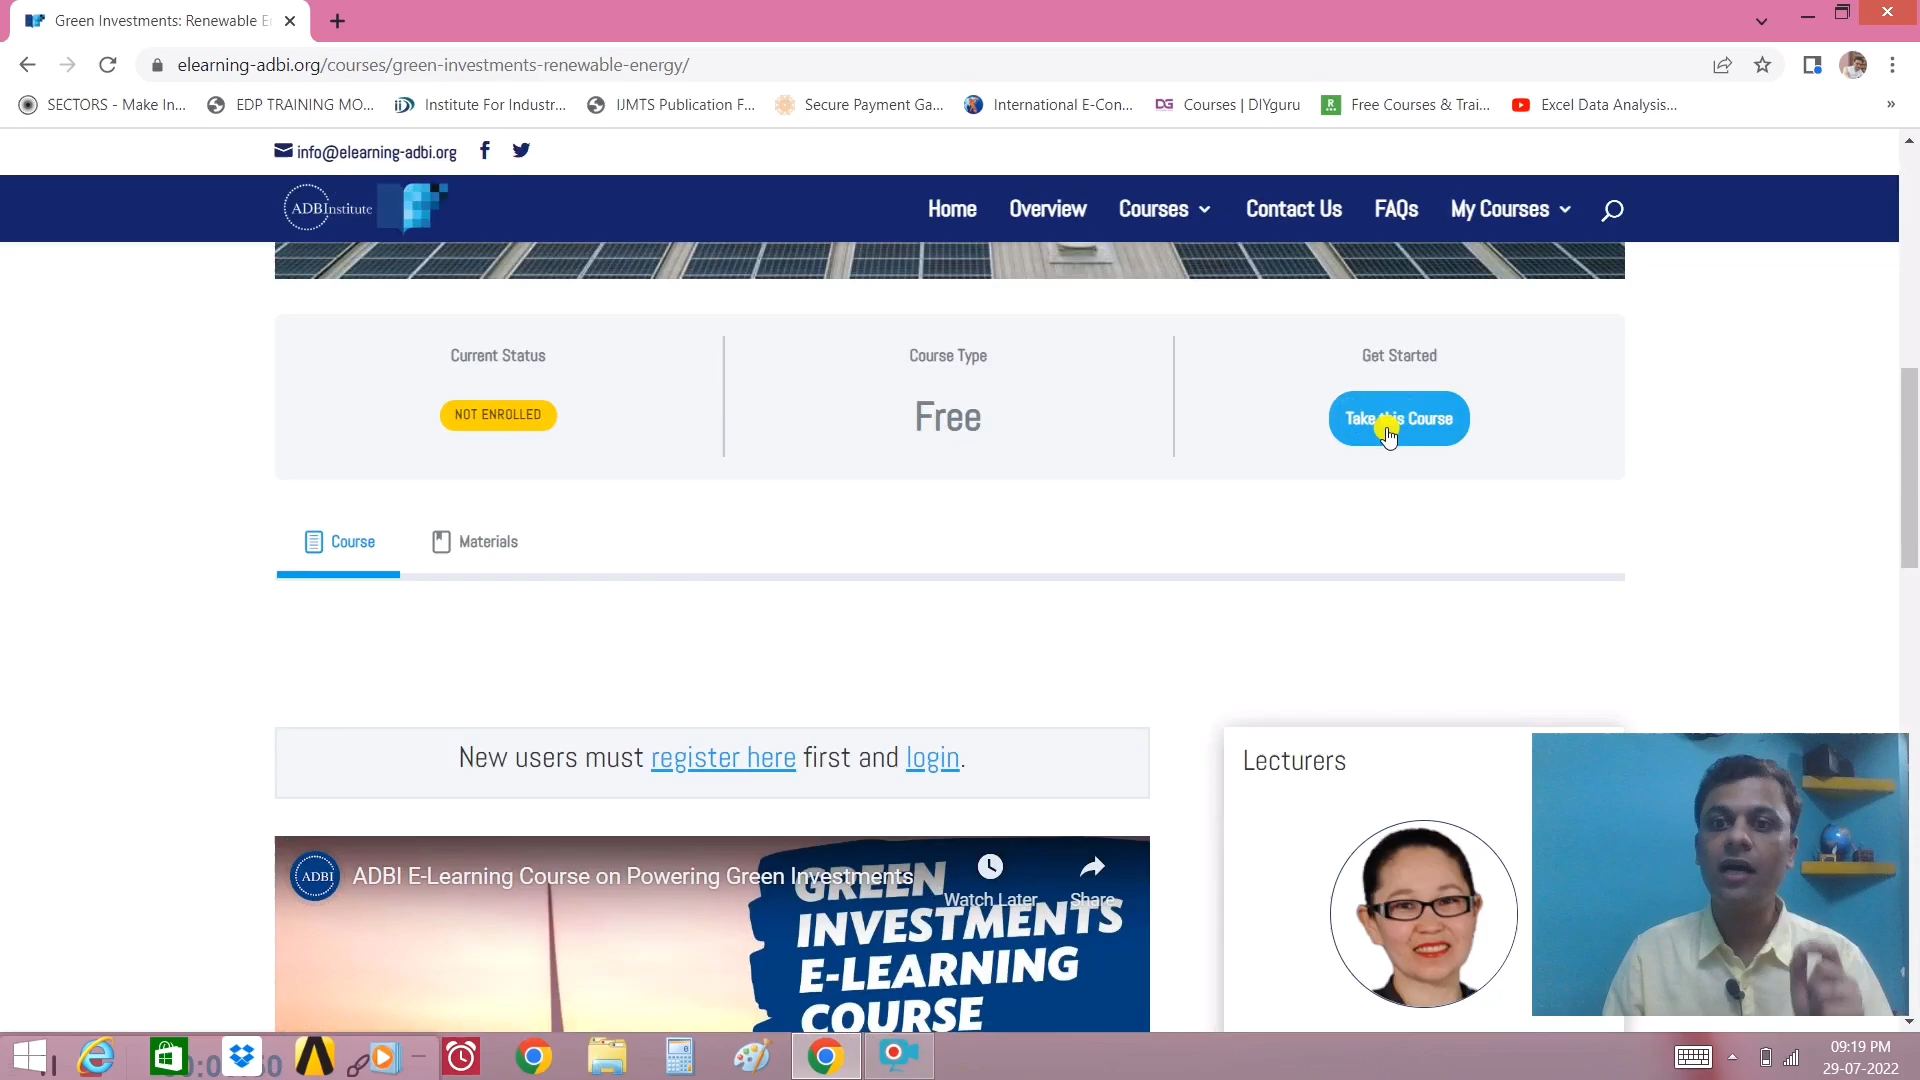 Green Investments: Renewable E
elearning-adbi.org/courses/green-investments-renewable-energy/
SECTORS - Make In...
EDP TRAINING MO...
Institute For Industr...
IJMTS Publication F...
Secure Payment Ga...
International E-Con...
DG Courses | DIYguru
R Free Courses & Trai...
Excel Data Analysis...
»
info@elearning-adbi.org
ADBInstitute
Home Overview Courses Contact Us FAQs My Courses
Current Status
Course Type
Get Started
NOT ENROLLED
Free
Take this Course
Course
Materials
New users must register here first and login.
Lecturers
ADBI
ADBI E-Learning Course on Powering Green Investments
Watch Later
Share
GREEN
INVESTMENTS
E-LEARNING
COURSE
09:19 PM
29-07-2022